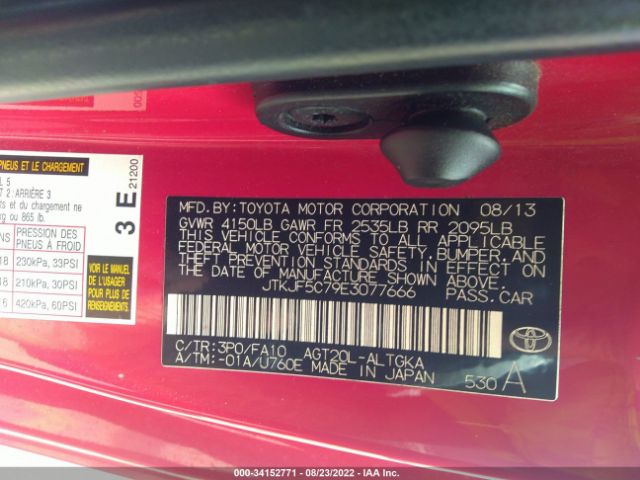 PNEUS ET LE CHARGEMENT
L 5
T 2 : ARRIÈRE 3
ts et du chargement ne
kg ou 865 lb.
PRESSION DES
PNEUS À FROID
230kPa, 33PSI
210kPa, 30PSI
420kPa, 60PSI
VOIR LE MANUEL
DE L'USAGER
POUR PLUS DE
RENSEIGNEMENTS
3 E
21200
MFD.BY:TOYOTA MOTOR CORPORATION 08/13
GVWR 4150LB GAWR FR 2535LB RR 2095LB
THIS VEHICLE CONFORMS TO ALL APPLICABLE
FEDERAL MOTOR VEHICLE SAFETY,BUMPER,AND
THEFT PREVENTION STANDARDS IN EFFECT ON
THE DATE OF MANUFACTURE SHOWN ABOVE.
JTKJF5C79E3077666 PASS.CAR
C/TR:3P0/FA10 AGT20L-ALTGKA
A/TM:-01A/U760E MADE IN JAPAN
530 A
000-34152771 - 08/23/2022 - IAA Inc.